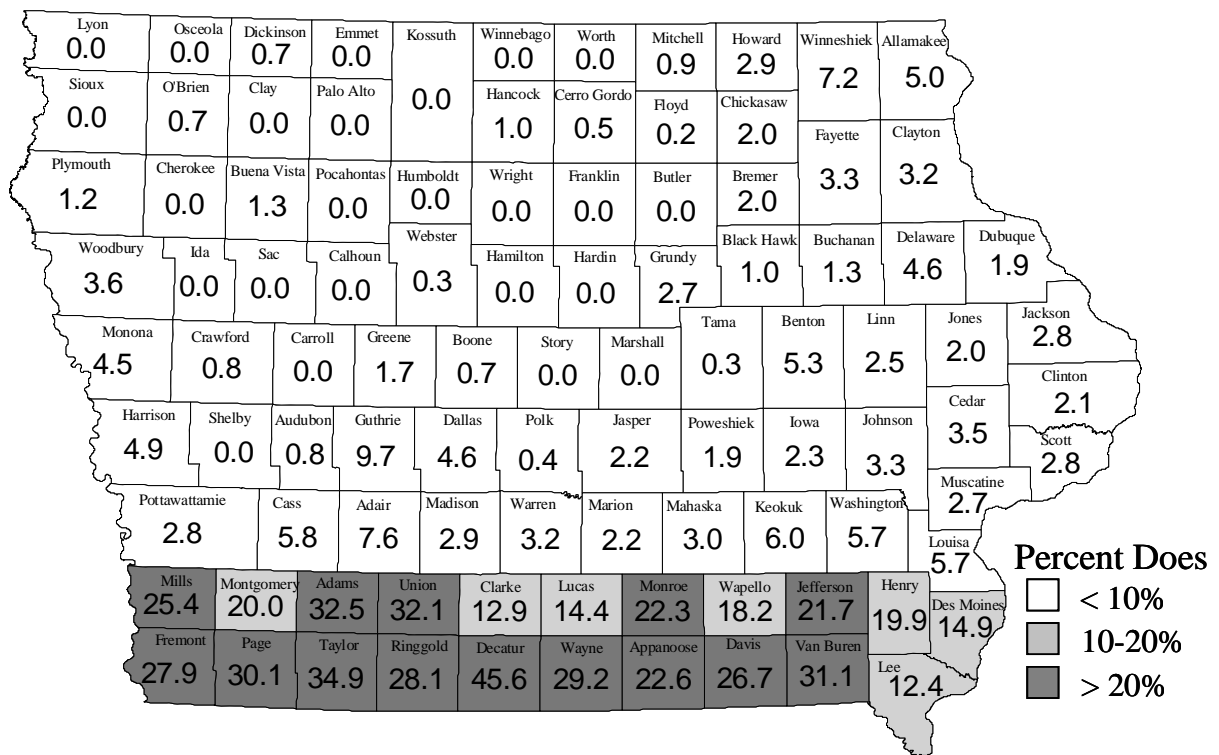 Lyon Osceola Dickinson Emmet Kossuth Winnebago Worth Mitchell Howard Winneshiek Allamakee
0.0 0.0 0.7 0.0 0.0 0.0 0.0 0.9 2.9 7.2 5.0
Sioux O'Brien Clay Palo Alto Hancock Cerro Gordo Floyd Chickasaw
0.0 0.7 0.0 0.0 1.0 0.5 0.2 2.0
Fayette Clayton
3.3 3.2
Plymouth Cherokee Buena Vista Pocahontas Humboldt Wright Franklin Butler Bremer
1.2 0.0 1.3 0.0 0.0 0.0 0.0 0.0 2.0
Woodbury Ida Sac Calhoun Webster Hamilton Hardin Grundy Black Hawk Buchanan Delaware Dubuque
3.6 0.0 0.0 0.0 0.3 0.0 0.0 2.7 1.0 1.3 4.6 1.9
Monona Crawford Carroll Greene Boone Story Marshall Tama Benton Linn Jones Jackson
4.5 0.8 0.0 1.7 0.7 0.0 0.0 0.3 5.3 2.5 2.0 2.8
Clinton
2.1
Harrison Shelby Audubon Guthrie Dallas Polk Jasper Poweshiek Iowa Johnson Cedar Scott
4.9 0.0 0.8 9.7 4.6 0.4 2.2 1.9 2.3 3.3 3.5 2.8
Muscatine
2.7
Pottawattamie Cass Adair Madison Warren Marion Mahaska Keokuk Washington Louisa
2.8 5.8 7.6 2.9 3.2 2.2 3.0 6.0 5.7 5.7
Mills Montgomery Adams Union Clarke Lucas Monroe Wapello Jefferson Henry Des Moines
25.4 20.0 32.5 32.1 12.9 14.4 22.3 18.2 21.7 19.9 14.9
Fremont Page Taylor Ringgold Decatur Wayne Appanoose Davis Van Buren Lee
27.9 30.1 34.9 28.1 45.6 29.2 22.6 26.7 31.1 12.4
Percent Does
< 10%
10-20%
> 20%